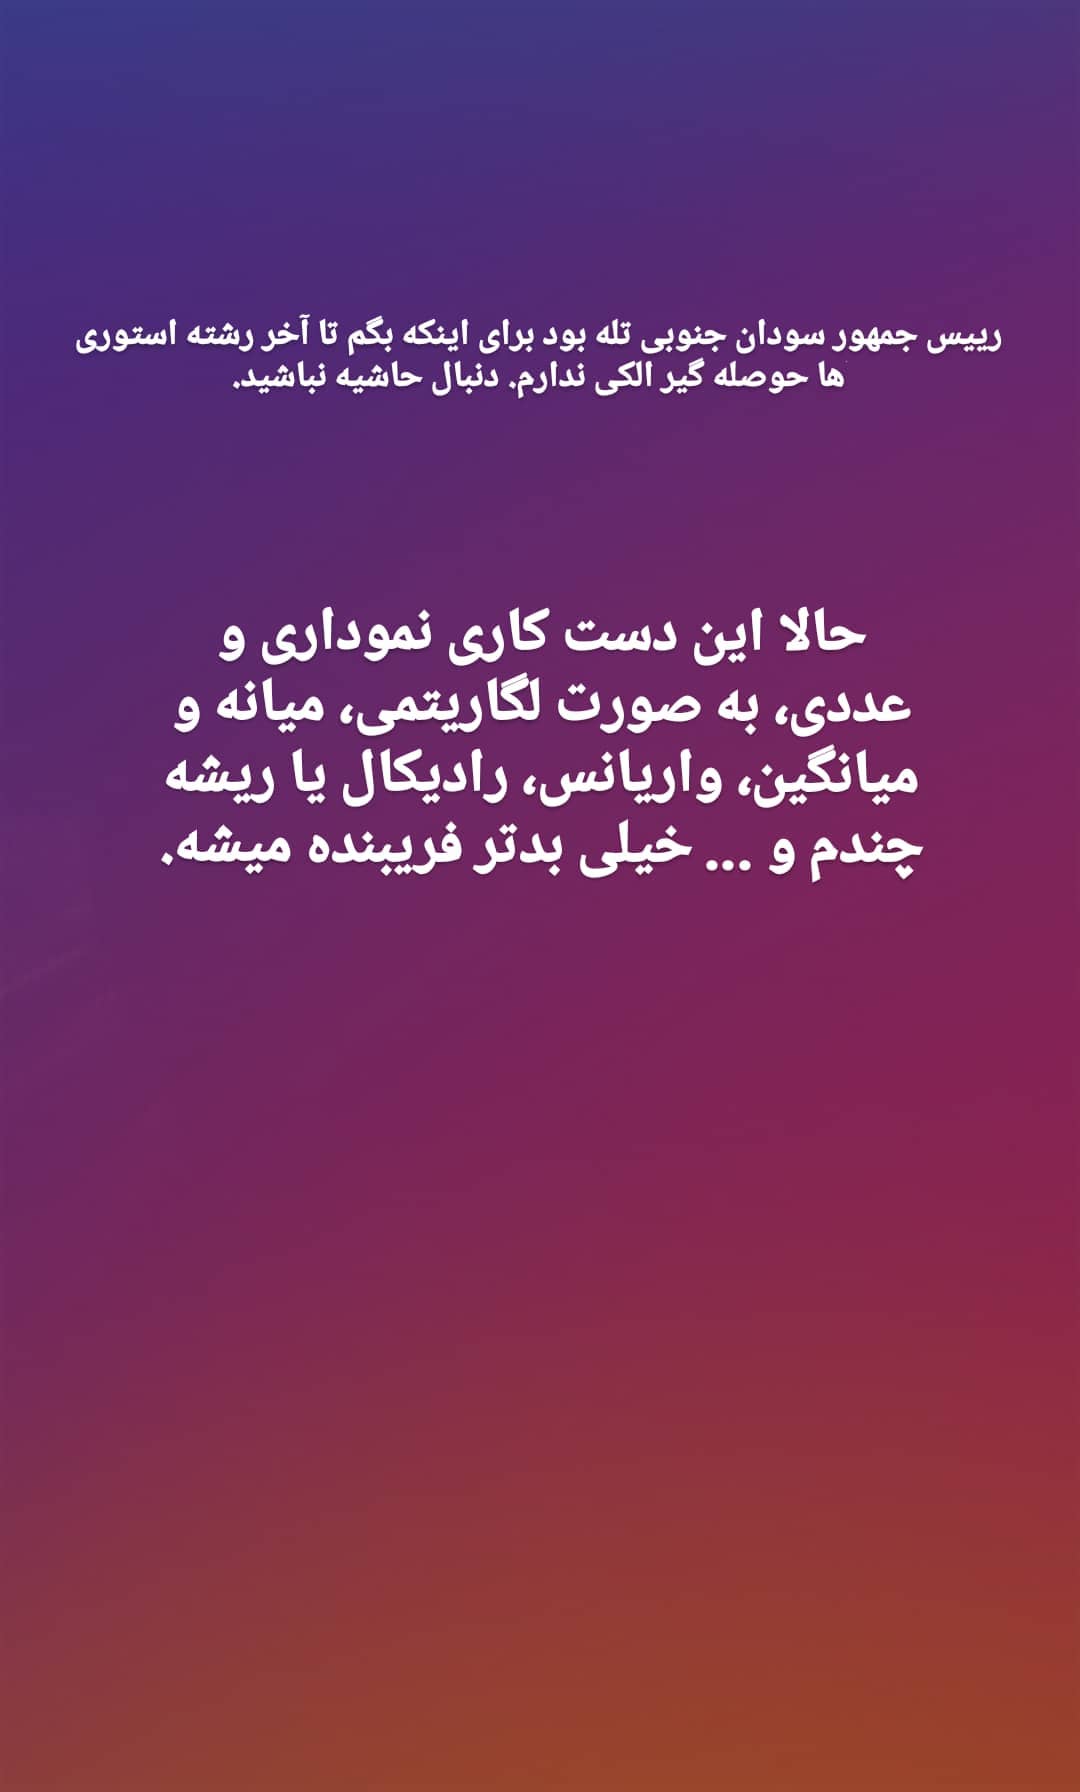 رییس جمهور سودان جنوبی تله بود برای اینکه بگم تا آخر رشته استوری
ها حوصله گیر الکی ندارم. دنبال حاشیه نباشید.
حالا این دست کاری نموداری و
عددی، به صورت لگاریتمی، میانه و
میانگین، واریانس، رادیکال یا ریشه
چندم و ... خیلی بدتر فریبنده میشه.